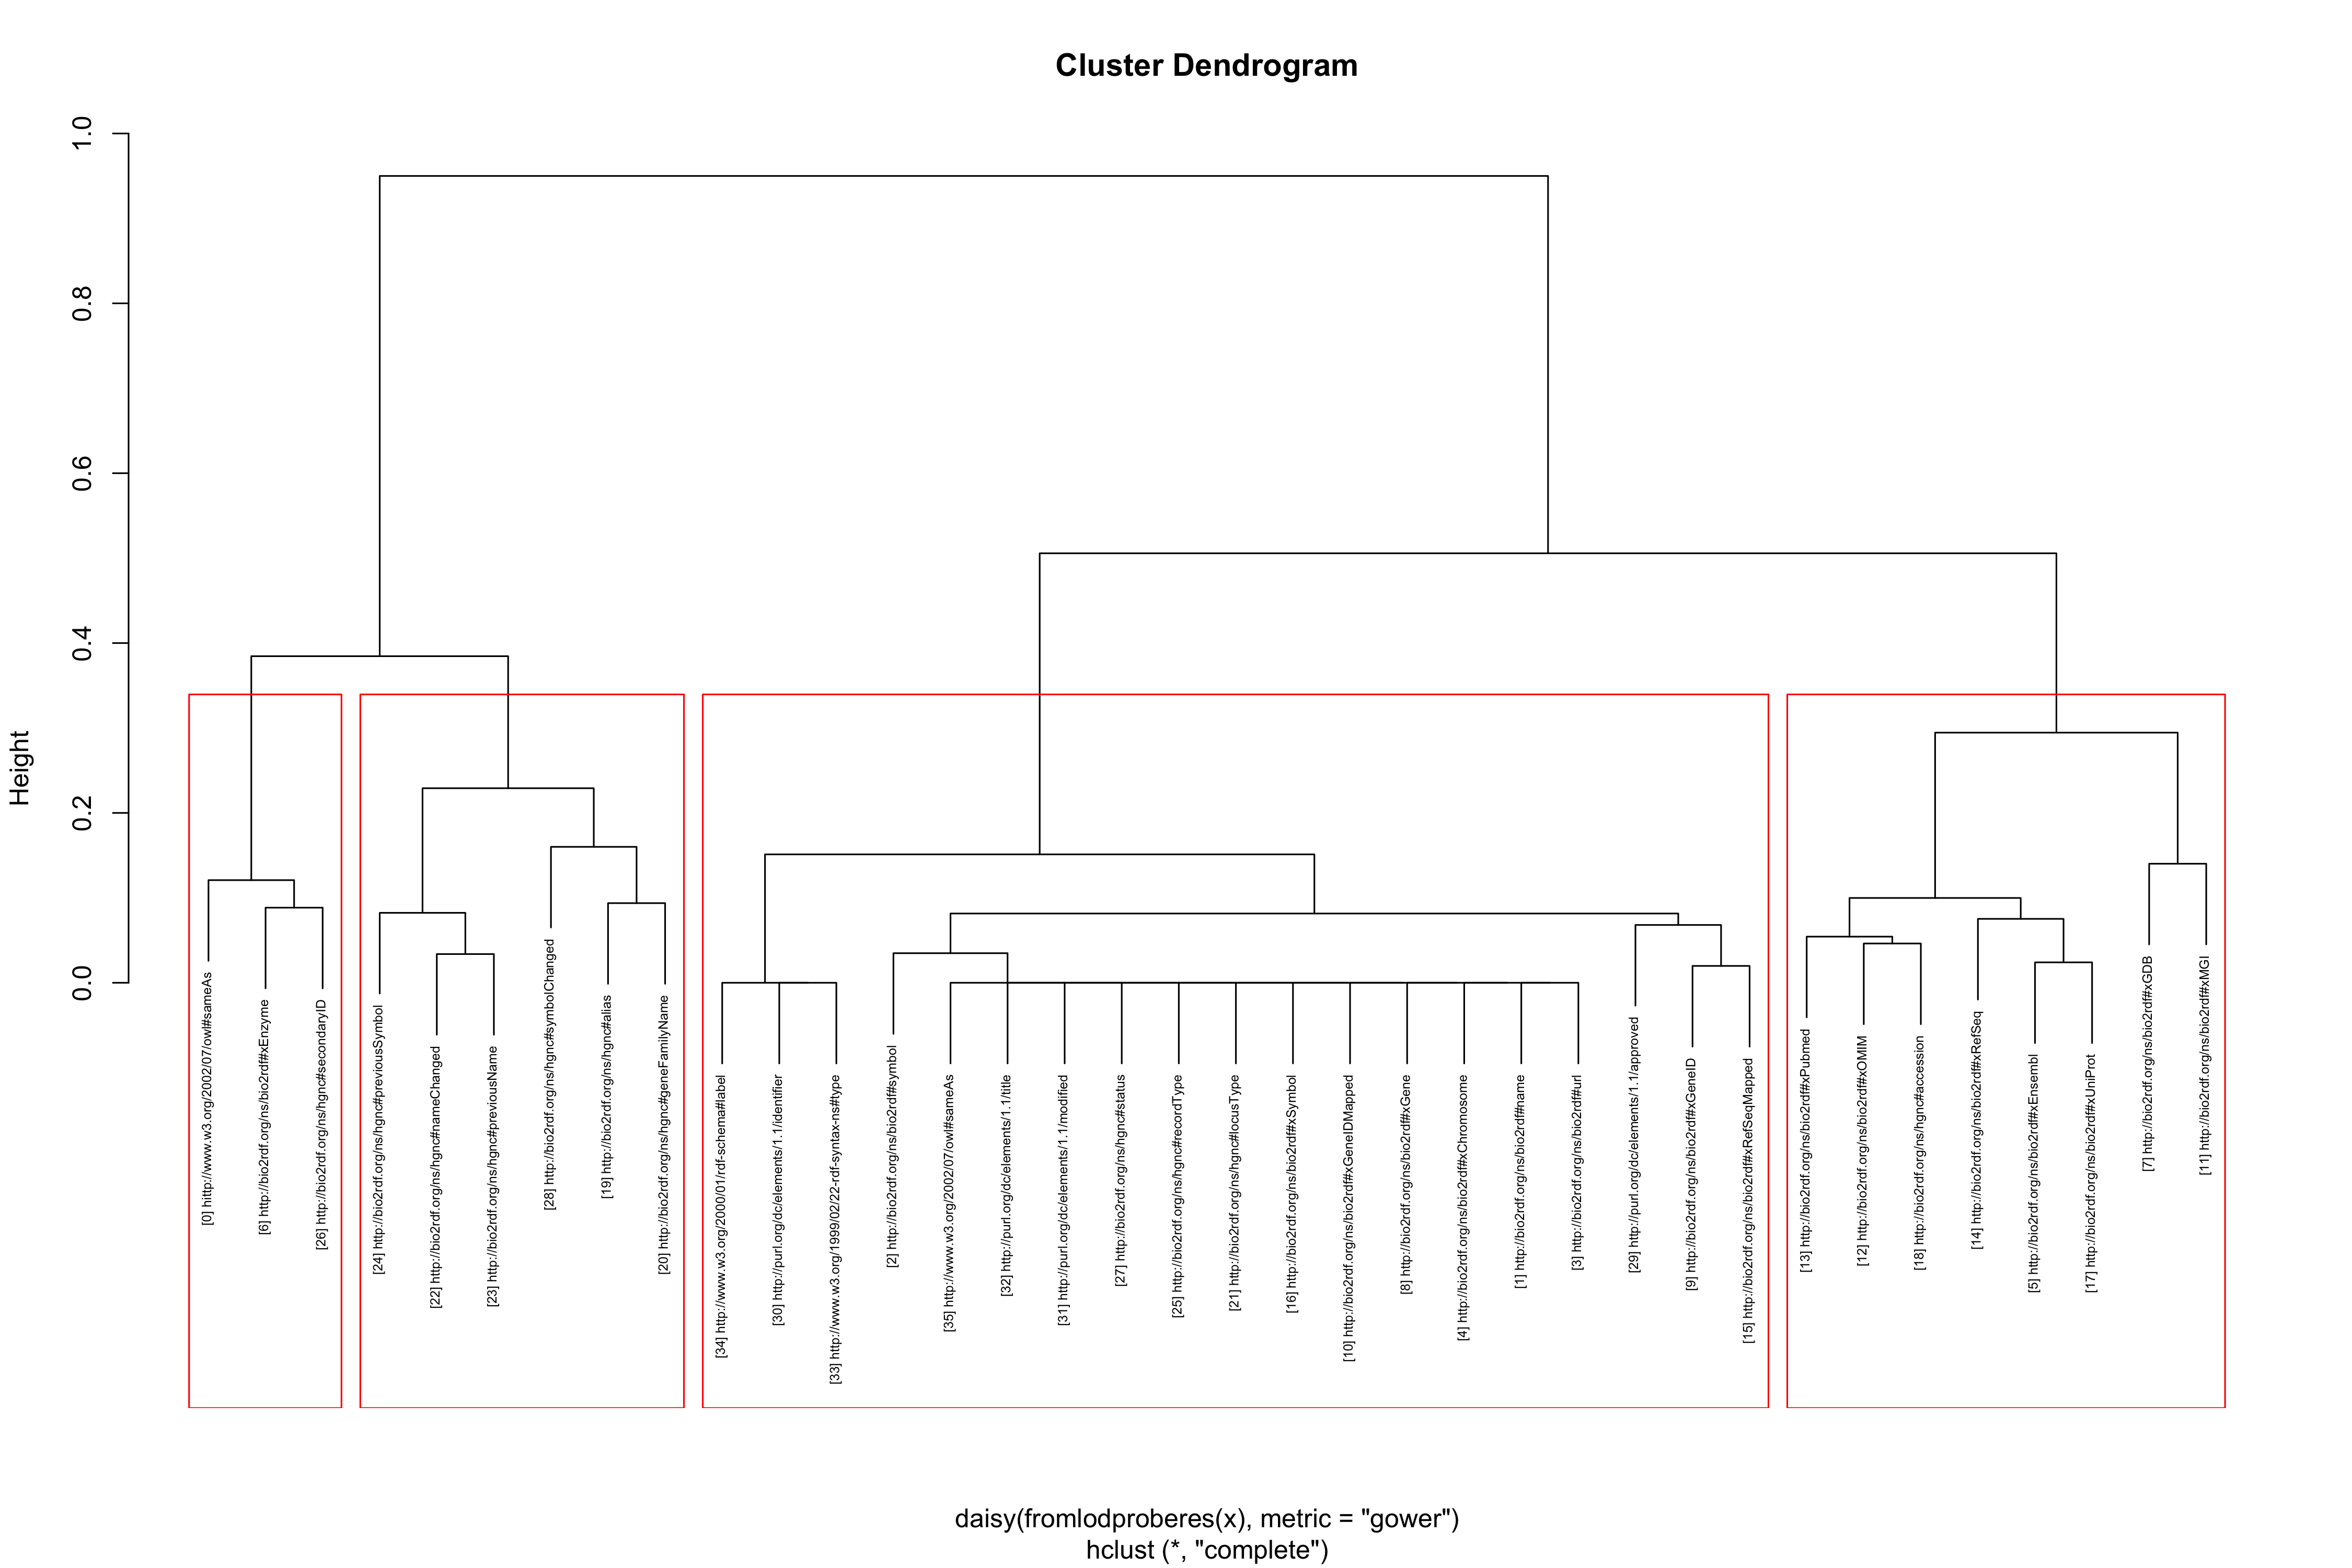 Cluster Dendrogram
Height
1.0
0.8
0.6
0.4
0.2
0.0
[0] hittp://www.w3.org/2002/07/owl#sameAs
[6] http://bio2rdf.org/ns/bio2rdf#xEnzyme
[26] http://bio2rdf.org/ns/hgnc#secondaryID
[24] http://bio2rdf.org/ns/hgnc#previousSymbol
[22] http://bio2rdf.org/ns/hgnc#nameChanged
[23] http://bio2rdf.org/ns/hgnc#previousName
[28] http://bio2rdf.org/ns/hgnc#symbolChanged
[19] http://bio2rdf.org/ns/hgnc#alias
[20] http://bio2rdf.org/ns/hgnc#geneFamilyName
[34] http://www.w3.org/2000/01/rdf-schema#label
[30] http://purl.org/dc/elements/1.1/identifier
[33] http://www.w3.org/1999/02/22-rdf-syntax-ns#type
[2] http://bio2rdf.org/ns/bio2rdf#symbol
[35] http://www.w3.org/2002/07/owl#sameAs
[32] http://purl.org/dc/elements/1.1/title
[31] http://purl.org/dc/elements/1.1/modified
[27] http://bio2rdf.org/ns/hgnc#status
[25] http://bio2rdf.org/ns/hgnc#recordType
[21] http://bio2rdf.org/ns/hgnc#locusType
[16] http://bio2rdf.org/ns/bio2rdf#xSymbol
[10] http://bio2rdf.org/ns/bio2rdf#xGeneIDMapped
[8] http://bio2rdf.org/ns/bio2rdf#xGene
[4] http://bio2rdf.org/ns/bio2rdf#xChromosome
[1] http://bio2rdf.org/ns/bio2rdf#name
[3] http://bio2rdf.org/ns/bio2rdf#url
[29] http://purl.org/dc/elements/1.1/approved
[9] http://bio2rdf.org/ns/bio2rdf#xGeneID
[15] http://bio2rdf.org/ns/bio2rdf#xRefSeqMapped
[13] http://bio2rdf.org/ns/bio2rdf#xPubmed
[12] http://bio2rdf.org/ns/bio2rdf#xOMIM
[18] http://bio2rdf.org/ns/hgnc#accession
[14] http://bio2rdf.org/ns/bio2rdf#xRefSeq
[5] http://bio2rdf.org/ns/bio2rdf#xEnsembl
[17] http://bio2rdf.org/ns/bio2rdf#xUniProt
[7] http://bio2rdf.org/ns/bio2rdf#xGDB
[11] http://bio2rdf.org/ns/bio2rdf#xMGI
daisy(fromlodproberes(x), metric = "gower")
hclust (*, "complete")